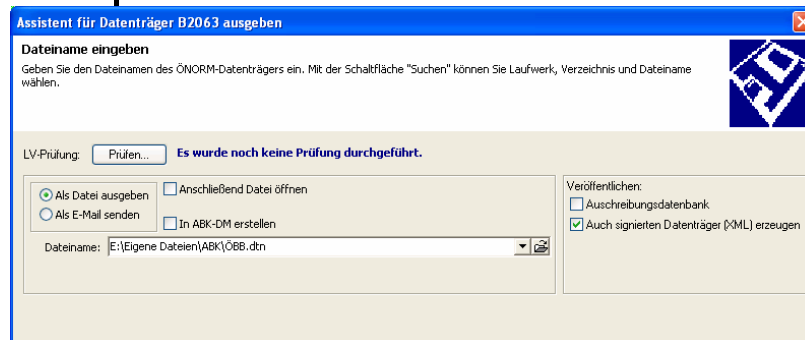 Assistent für Datenträger B2063 ausgeben
Dateiname eingeben
Geben Sie den Dateinamen des ÖNORM-Datenträgers ein. Mit der Schaltfläche "Suchen" können Sie Laufwerk, Verzeichnis und Dateiname
wählen.
LV-Prüfung: Prüfen... Es wurde noch keine Prüfung durchgeführt.
Als Datei ausgeben Anschließend Datei öffnen
Als E-Mail senden
In ABK-DM erstellen
Dateiname: E:\Eigene Dateien\ABK\ÖBB.dtn
Veröffentlichen:
Auschreibungsdatenbank
Auch signierten Datenträger (XML) erzeugen